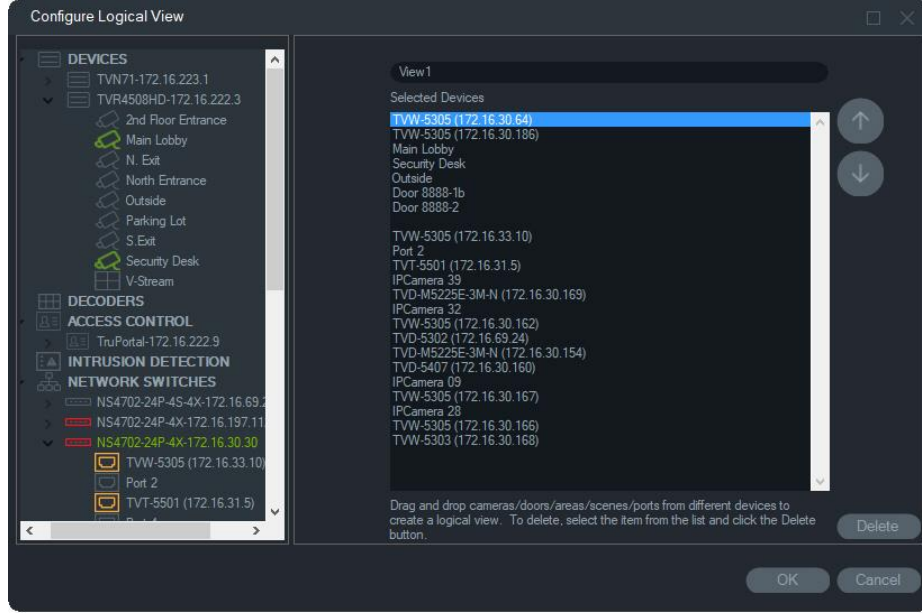 Configure Logical View
DEVICES
TVN71-172.16.223.1
TVR4508HD-172.16.222.3
2nd Floor Entrance
Main Lobby
N. Exit
North Entrance
Outside
Parking Lot
S.Exit
Security Desk
V-Stream
DECODERS
ACCESS CONTROL
TruPortal-172.16.222.9
INTRUSION DETECTION
NETWORK SWITCHES
NS4702-24P-4S-4X-172.16.69.2
NS4702-24P-4X-172.16.197.11
NS4702-24P-4X-172.16.30.30
TVW-5305 (172.16.33.10)
Port 2
TVT-5501 (172.16.31.5)
View1
Selected Devices
TVW-5305 (172.16.30.64)
TVW-5305 (172.16.30.186)
Main Lobby
Security Desk
Outside
Door 8888-1b
Door 8888-2
TVW-5305 (172.16.33.10)
Port 2
TVT-5501 (172.16.31.5)
IPCamera 39
TVD-M5225E-3M-N (172.16.30.169)
IPCamera 32
TVW-5305 (172.16.30.162)
TVD-5302 (172.16.69.24)
TVD-M5225E-3M-N (172.16.30.154)
TVD-5407 (172.16.30.160)
IPCamera 09
TVW-5305 (172.16.30.167)
IPCamera 28
TVW-5305 (172.16.30.166)
TVW-5303 (172.16.30.168)
Drag and drop cameras/doors/areas/scenes/ports from different devices to
create a logical view. To delete, select the item from the list and click the Delete
button.
Delete
OK
Cancel